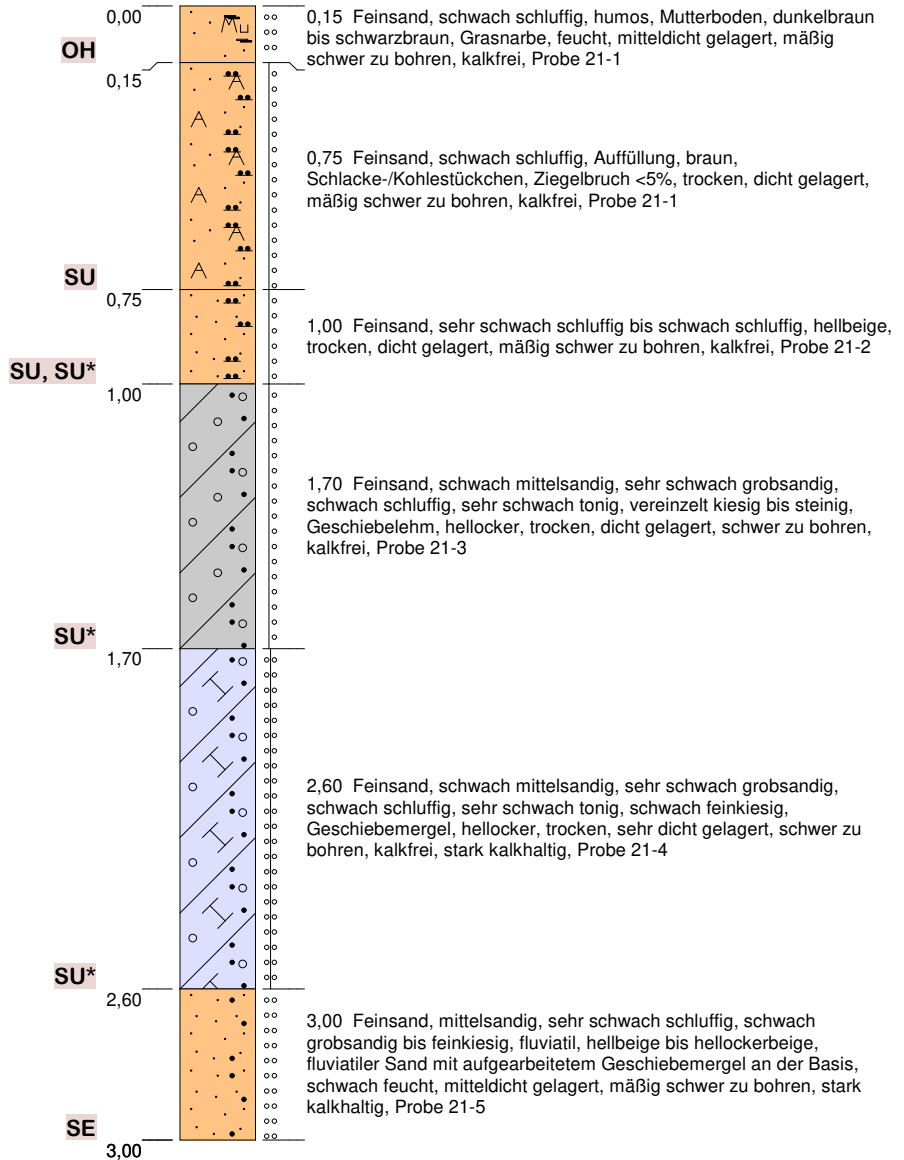 0,00
0,15 Feinsand, schwach schluffig, humos, Mutterboden, dunkelbraun
bis schwarzbraun, Grasnarbe, feucht, mitteldicht gelagert, mäßig
schwer zu bohren, kalkfrei, Probe 21-1
Mu
OH
0,15
0,75 Feinsand, schwach schluffig, Auffüllung, braun,
Schlacke-/Kohlestückchen, Ziegelbruch <5%, trocken, dicht gelagert,
mäßig schwer zu bohren, kalkfrei, Probe 21-1
A
A
A
A
A
A
SU
0,75
1,00 Feinsand, sehr schwach schluffig bis schwach schluffig, hellbeige,
trocken, dicht gelagert, mäßig schwer zu bohren, kalkfrei, Probe 21-2
SU, SU*
1,00
1,70 Feinsand, schwach mittelsandig, sehr schwach grobsandig,
schwach schluffig, sehr schwach tonig, vereinzelt kiesig bis steinig,
Geschiebelehm, hellocker, trocken, dicht gelagert, schwer zu bohren,
kalkfrei, Probe 21-3
SU*
1,70
2,60 Feinsand, schwach mittelsandig, sehr schwach grobsandig,
schwach schluffig, sehr schwach tonig, schwach feinkiesig,
Geschiebemergel, hellocker, trocken, sehr dicht gelagert, schwer zu
bohren, kalkfrei, stark kalkhaltig, Probe 21-4
SU*
2,60
3,00 Feinsand, mittelsandig, sehr schwach schluffig, schwach
grobsandig bis feinkiesig, fluviatil, hellbeige bis hellockerbeige,
fluviatiler Sand mit aufgearbeitetem Geschiebemergel an der Basis,
schwach feucht, mitteldicht gelagert, mäßig schwer zu bohren, stark
kalkhaltig, Probe 21-5
SE
3,00